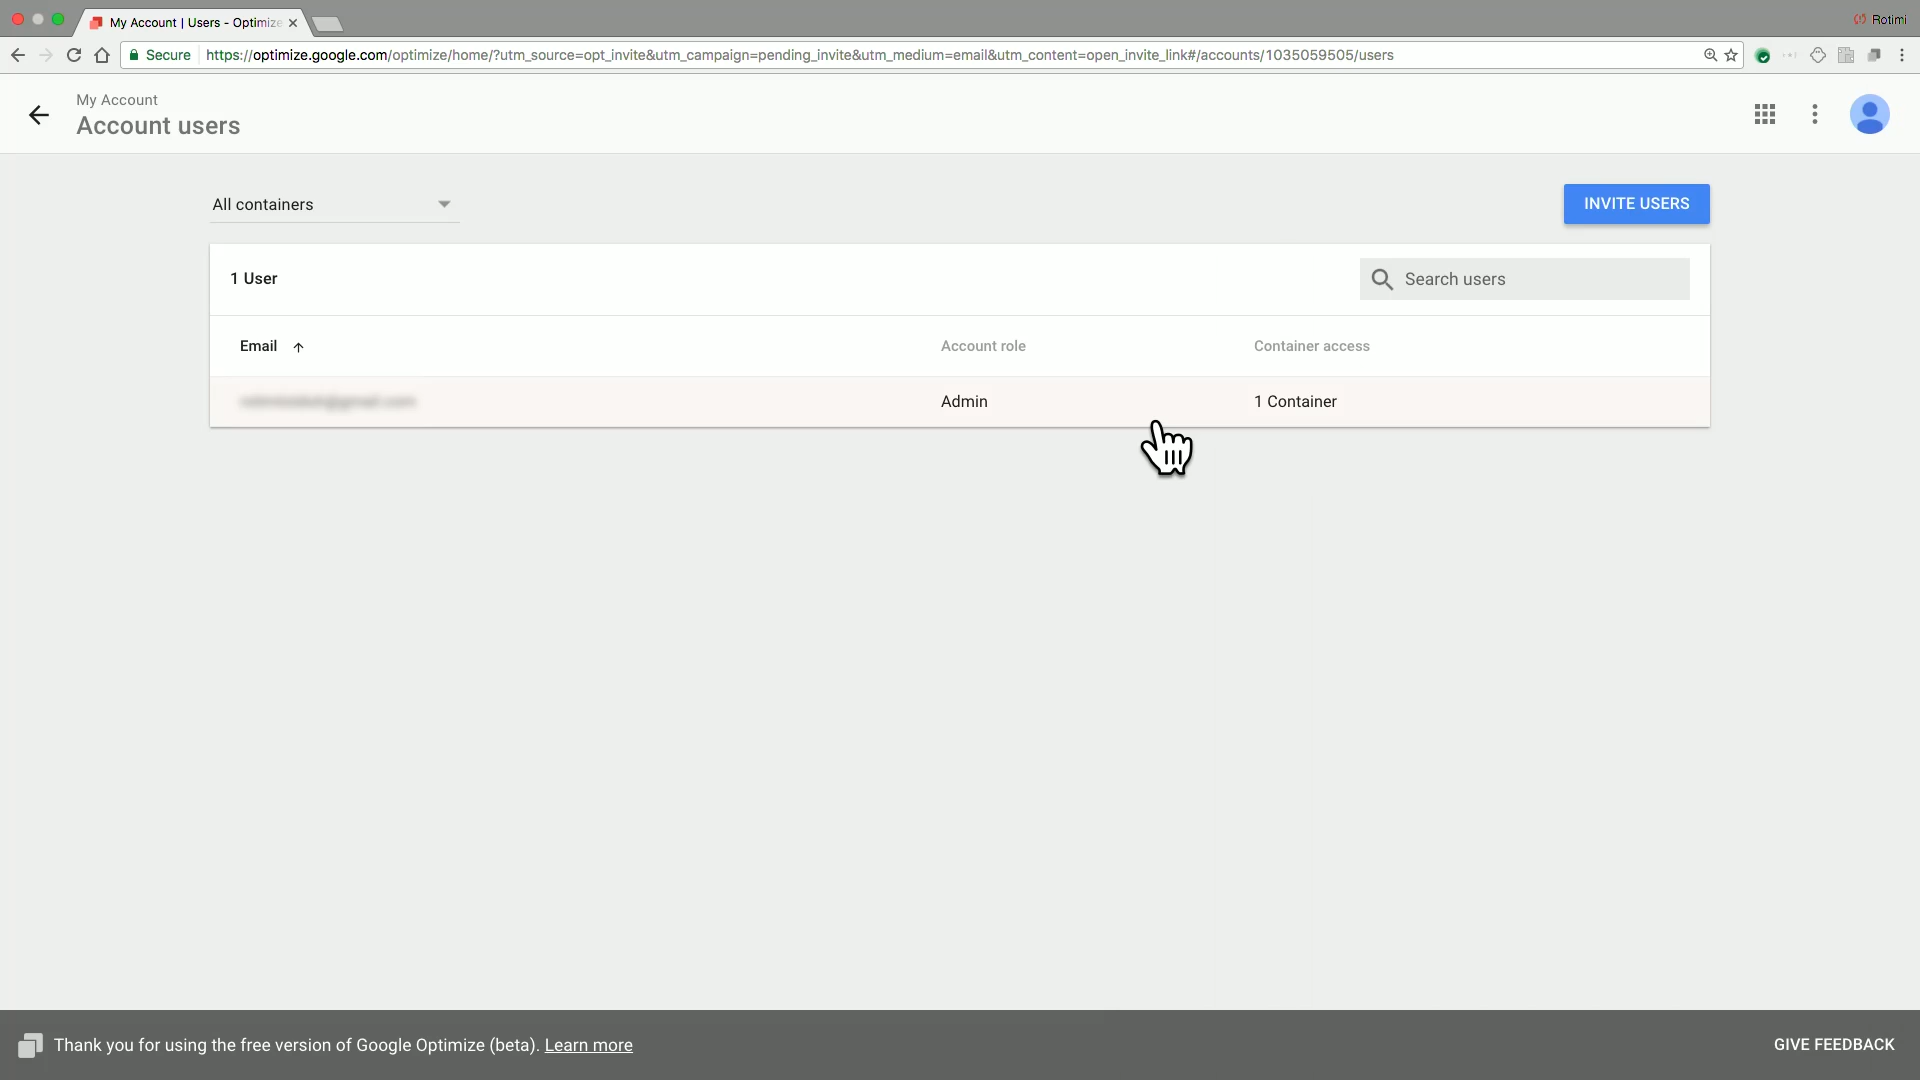 My Account | Users - Optimize
Rotimi
Secure https://optimize.google.com/optimize/home/?utm_source=opt_invite&utm_campaign=pending_invite&utm_medium=email&utm_content=open_invite_link#/accounts/1035059505/users
My Account
Account users
All containers
INVITE USERS
1 User
Search users
Email Account role Container access
Admin 1 Container
Thank you for using the free version of Google Optimize (beta). Learn more
GIVE FEEDBACK